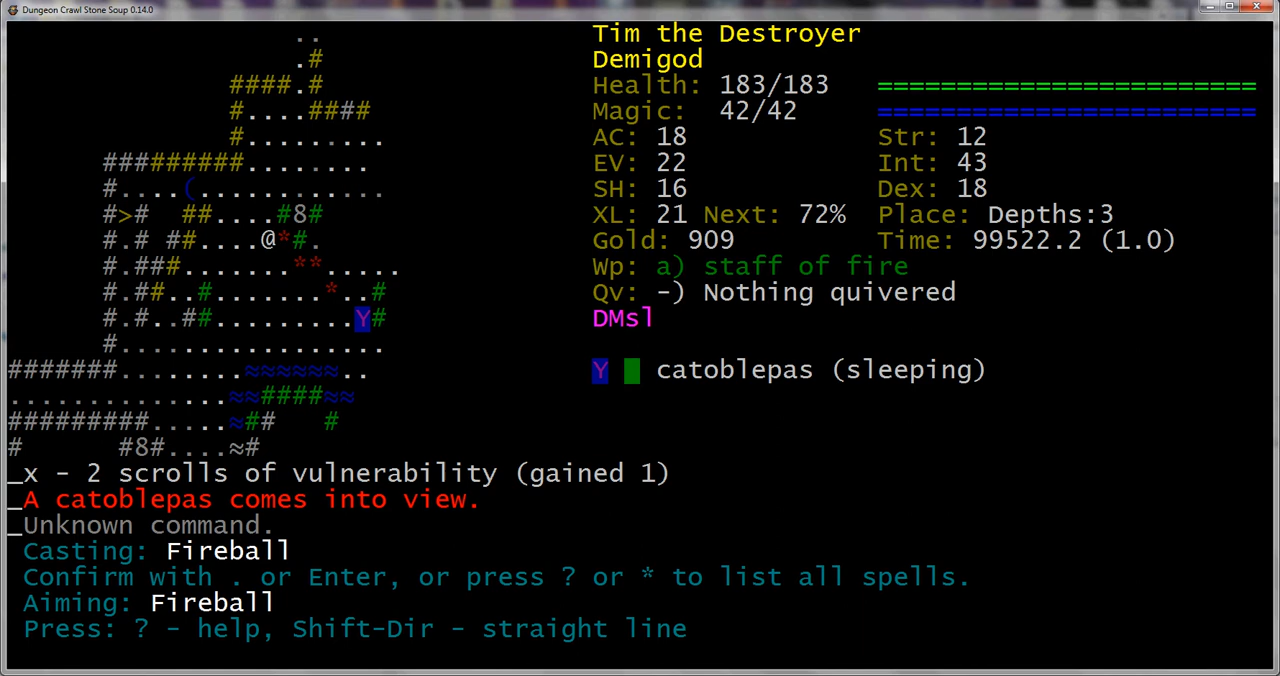 Dungeon Crawl Stone Soup 0.14.0
Tim the Destroyer
Demigod
Health: 183/183 ========================
Magic: 42/42 ========================
AC: 18 Str: 12
EV: 22 Int: 43
SH: 16 Dex: 18
XL: 21 Next: 72% Place: Depths:3
Gold: 909 Time: 99522.2 (1.0)
Wp: a) staff of fire
Qv: -) Nothing quivered
DMsl
Y catoblepas (sleeping)
..
.#
####.#
#....####
#.........
#########........
#....(............
#>#  ##....#8#
#.# ##....@*#.
#.###.......**.....
#.##..#.......*..#
#.#..##.........Y#
#................
#######........≈≈≈≈≈≈..
..............≈≈####≈≈
#########.....≈##   #
#      #8#....≈#
_x - 2 scrolls of vulnerability (gained 1)
_A catoblepas comes into view.
_Unknown command.
Casting: Fireball
Confirm with . or Enter, or press ? or * to list all spells.
Aiming: Fireball
Press: ? - help, Shift-Dir - straight line